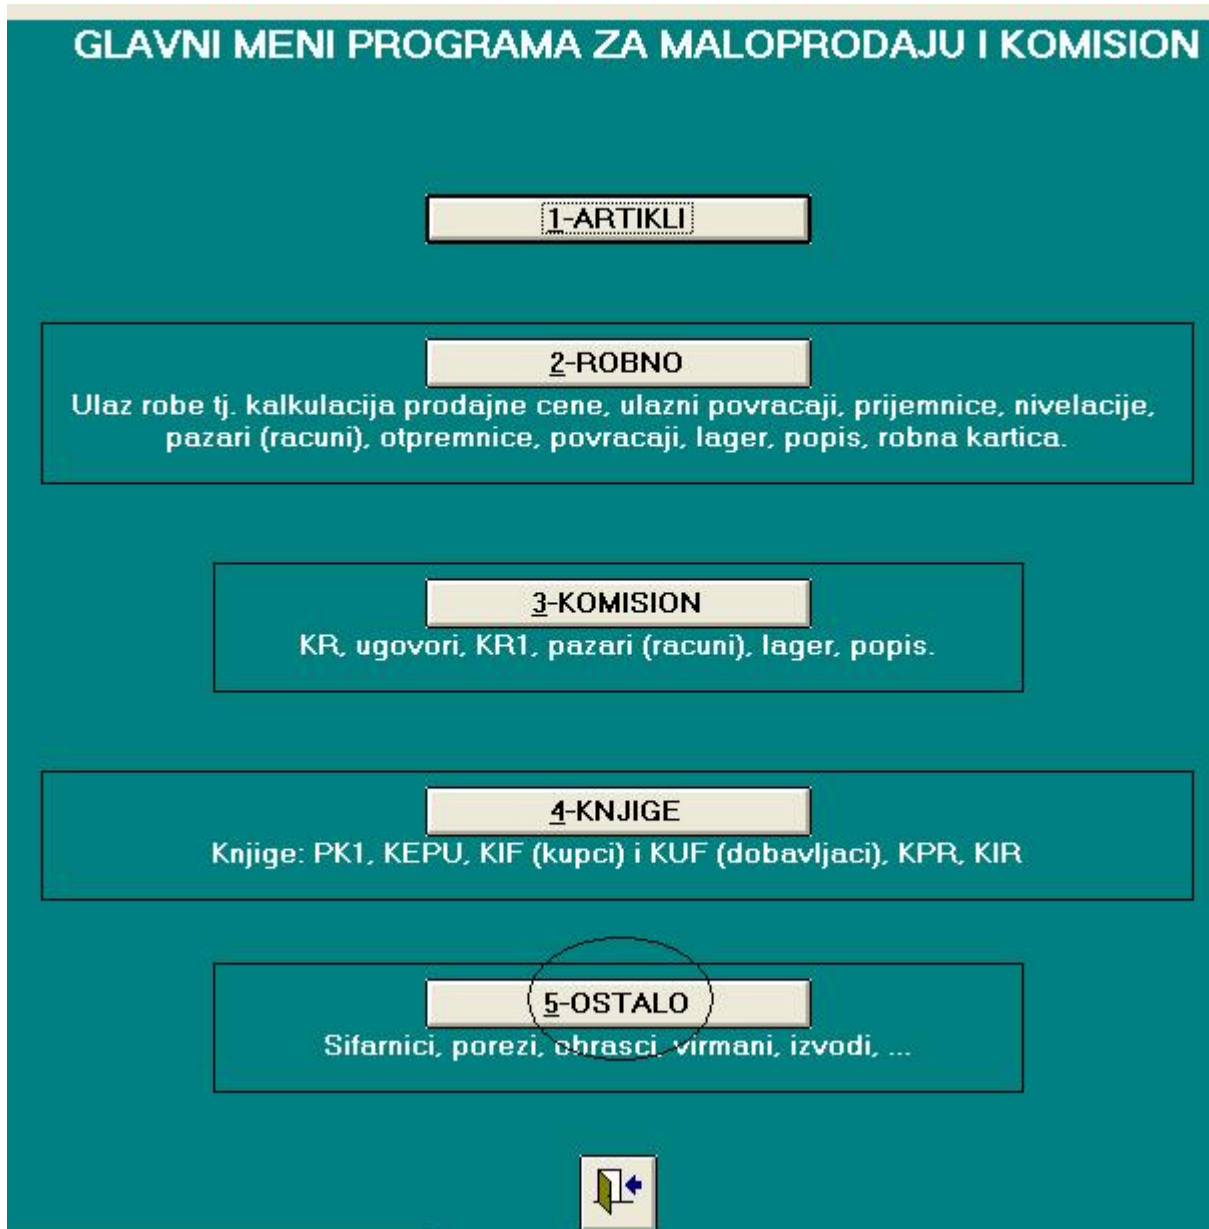 GLAVNI MENI PROGRAMA ZA MALOPRODAJU I KOMISION
1-ARTIKLI
2-ROBNO
Ulaz robe tj. kalkulacija prodajne cene, ulazni povracaji, prijemnice, nivelacije,
pazari (racuni), otpremnice, povracaji, lager, popis, robna kartica.
3-KOMISION
KR, ugovori, KR1, pazari (racuni), lager, popis.
4-KNJIGE
Knjige: PK1, KEPU, KIF (kupci) i KUF (dobavljaci), KPR, KIR
5-OSTALO
Sifarnici, porezi, obrasci, virmani, izvodi, ...